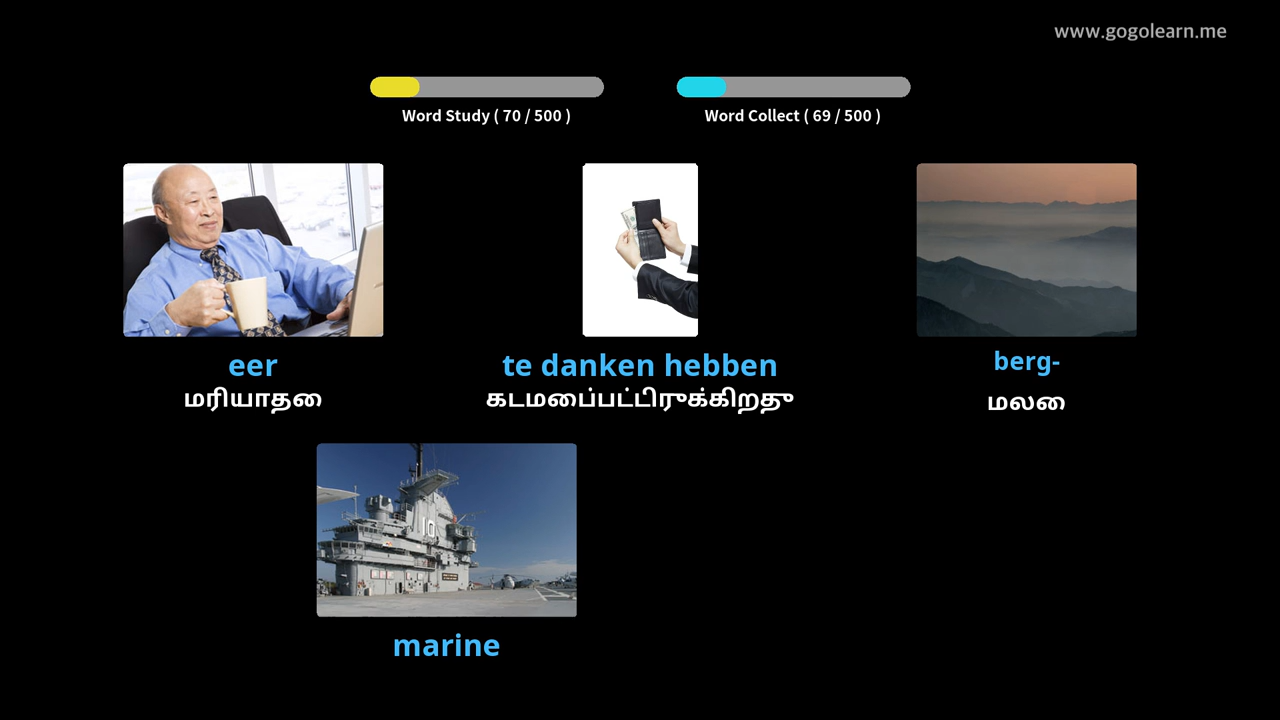 www.gogolearn.me
Word Study ( 70 / 500 )
Word Collect ( 69 / 500 )
eer
மரியாதை
te danken hebben
கடமைப்பட்டிருக்கிறது
berg-
மலை
10
marine